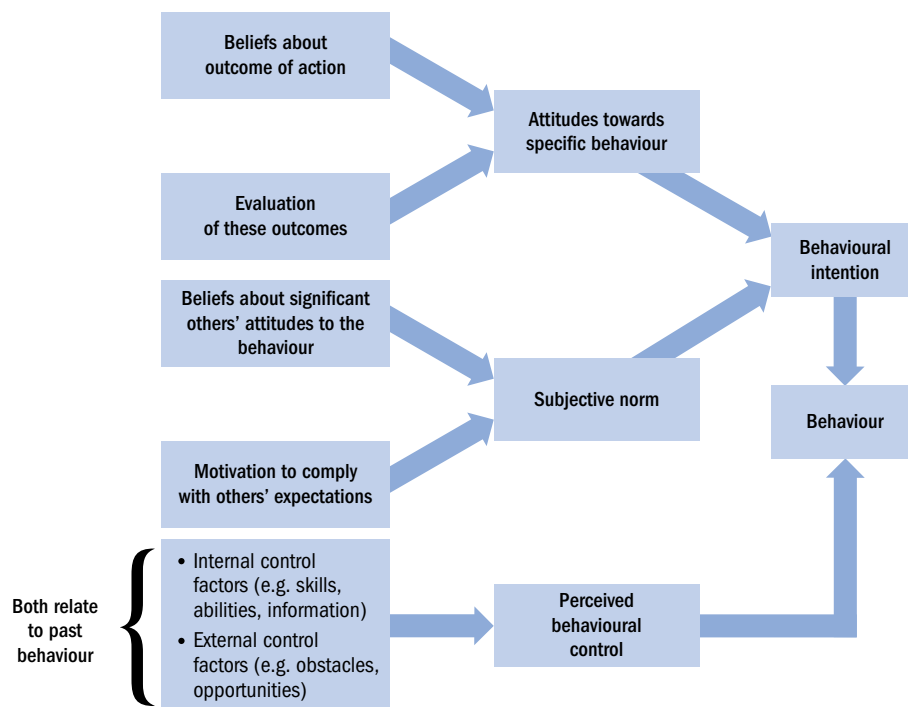 Beliefs about
outcome of action
Attitudes towards
specific behaviour
Evaluation
of these outcomes
Behavioural
intention
Beliefs about significant
others’ attitudes to the
behaviour
Subjective norm
Behaviour
Motivation to comply
with others’ expectations
Both relate
to past
behaviour
• Internal control
factors (e.g. skills,
abilities, information)
• External control
factors (e.g. obstacles,
opportunities)
Perceived
behavioural
control